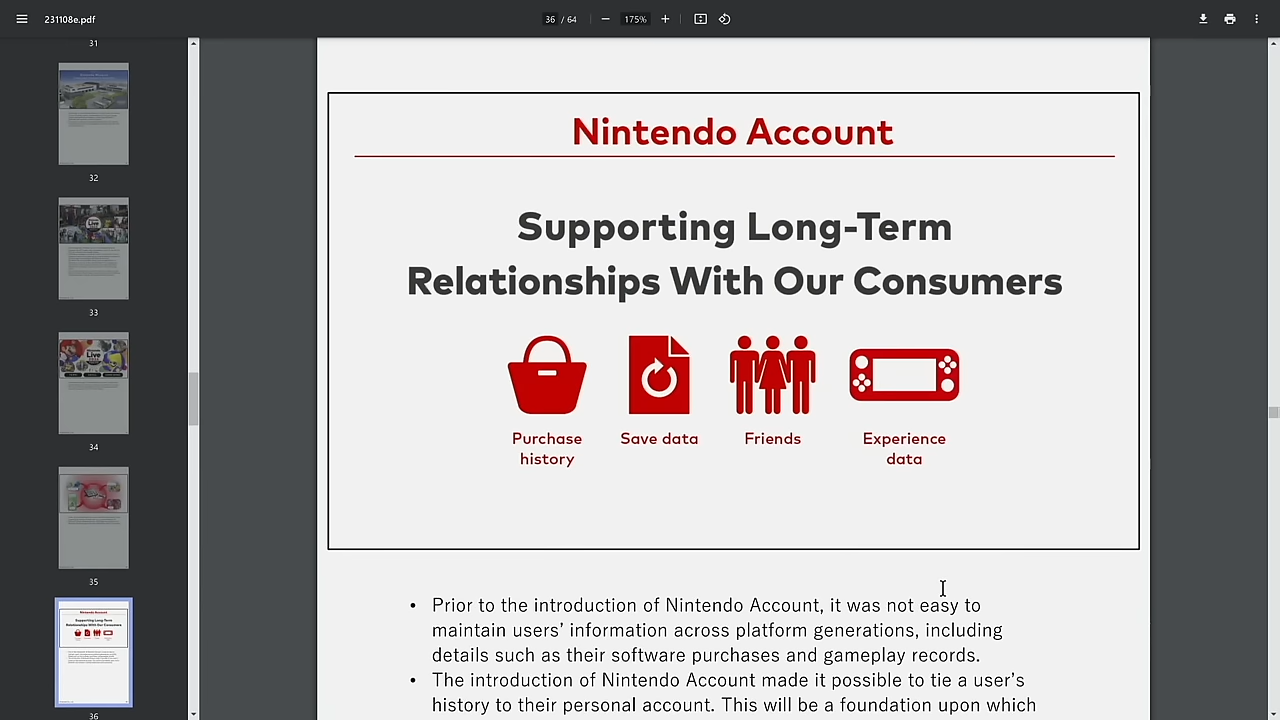 231108e.pdf
36 / 64
175%
31
32
33
34
35
36
Nintendo Account
Supporting Long-Term
Relationships With Our Consumers
Purchase
history
Save data
Friends
Experience
data
• Prior to the introduction of Nintendo Account, it was not easy to
maintain users’ information across platform generations, including
details such as their software purchases and gameplay records.
• The introduction of Nintendo Account made it possible to tie a user’s
history to their personal account. This will be a foundation upon which